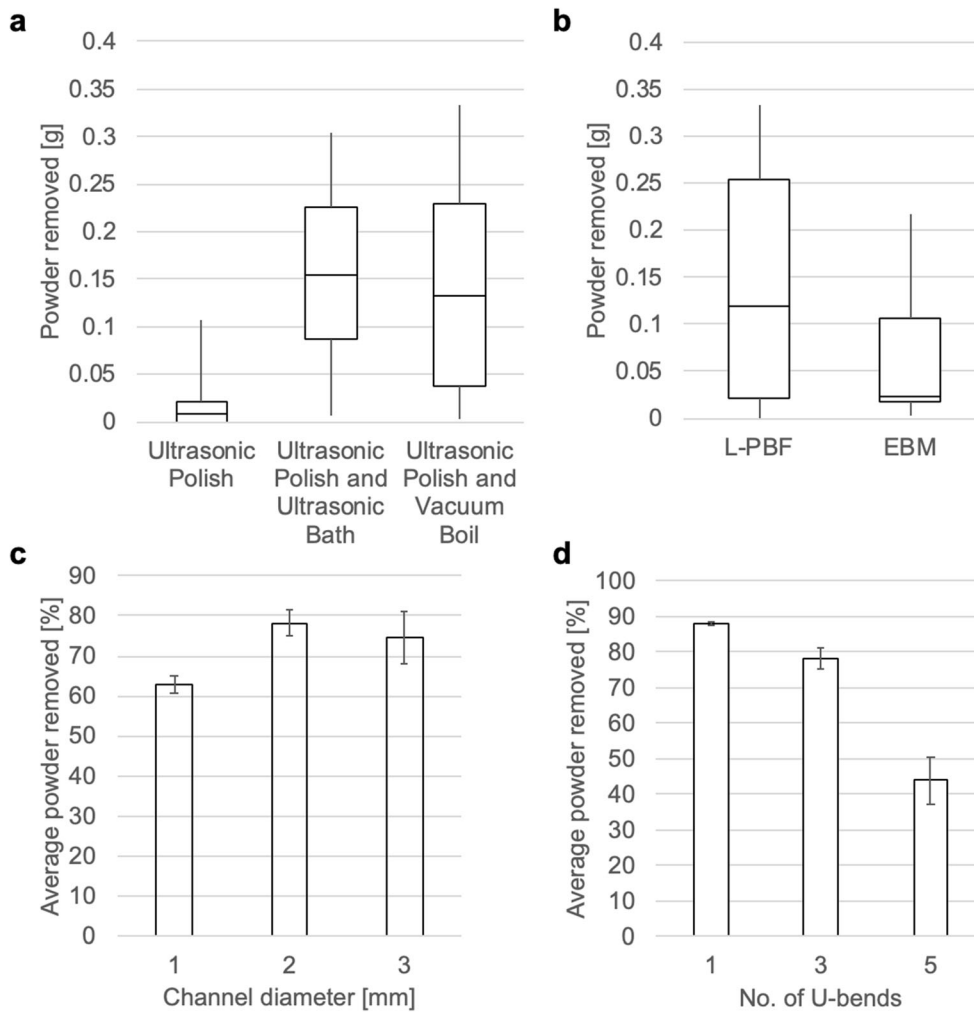 a
Powder removed [g]
0.4
0.35
0.3
0.25
0.2
0.15
0.1
0.05
0
Ultrasonic
Polish
Ultrasonic
Polish and
Ultrasonic
Bath
Ultrasonic
Polish and
Vacuum
Boil
b
Powder removed [g]
0.4
0.35
0.3
0.25
0.2
0.15
0.1
0.05
0
L-PBF
EBM
c
Average powder removed [%]
90
80
70
60
50
40
30
20
10
0
1 2 3
Channel diameter [mm]
d
Average powder removed [%]
100
90
80
70
60
50
40
30
20
10
0
1 3 5
No. of U-bends